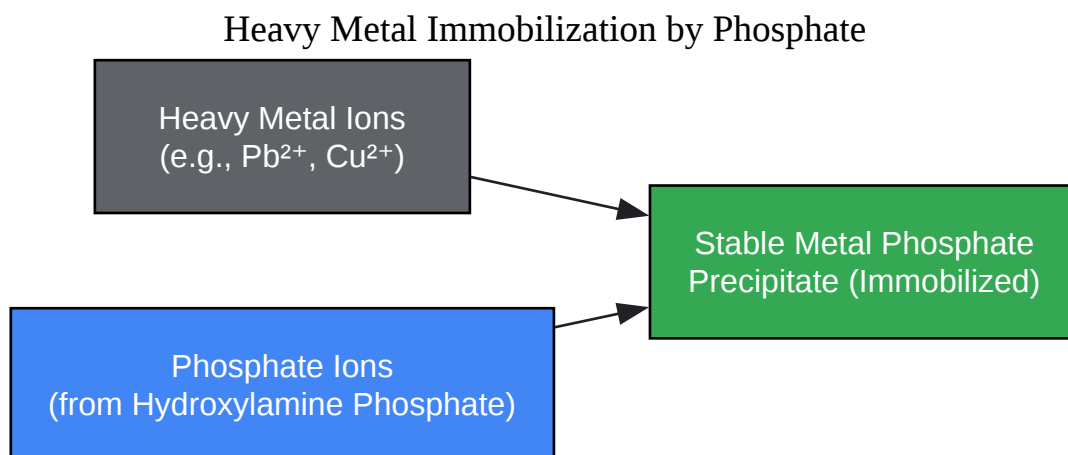 Heavy Metal Immobilization by Phosphate
Heavy Metal Ions
(e.g., Pb²⁺, Cu²⁺)
Stable Metal Phosphate
Precipitate (Immobilized)
Phosphate Ions
(from Hydroxylamine Phosphate)